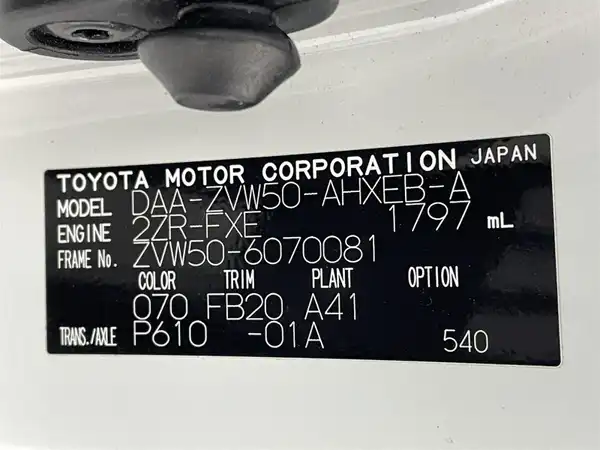 TOYOTA MOTOR CORPORATION JAPAN
MODEL DAA-ZVW50-AHXEB-A
ENGINE 2ZR-FXE 1797 mL
FRAME No. ZVW50-6070081
COLOR TRIM PLANT OPTION
070 FB20 A41
TRANS./AXLE P610 -01A 540